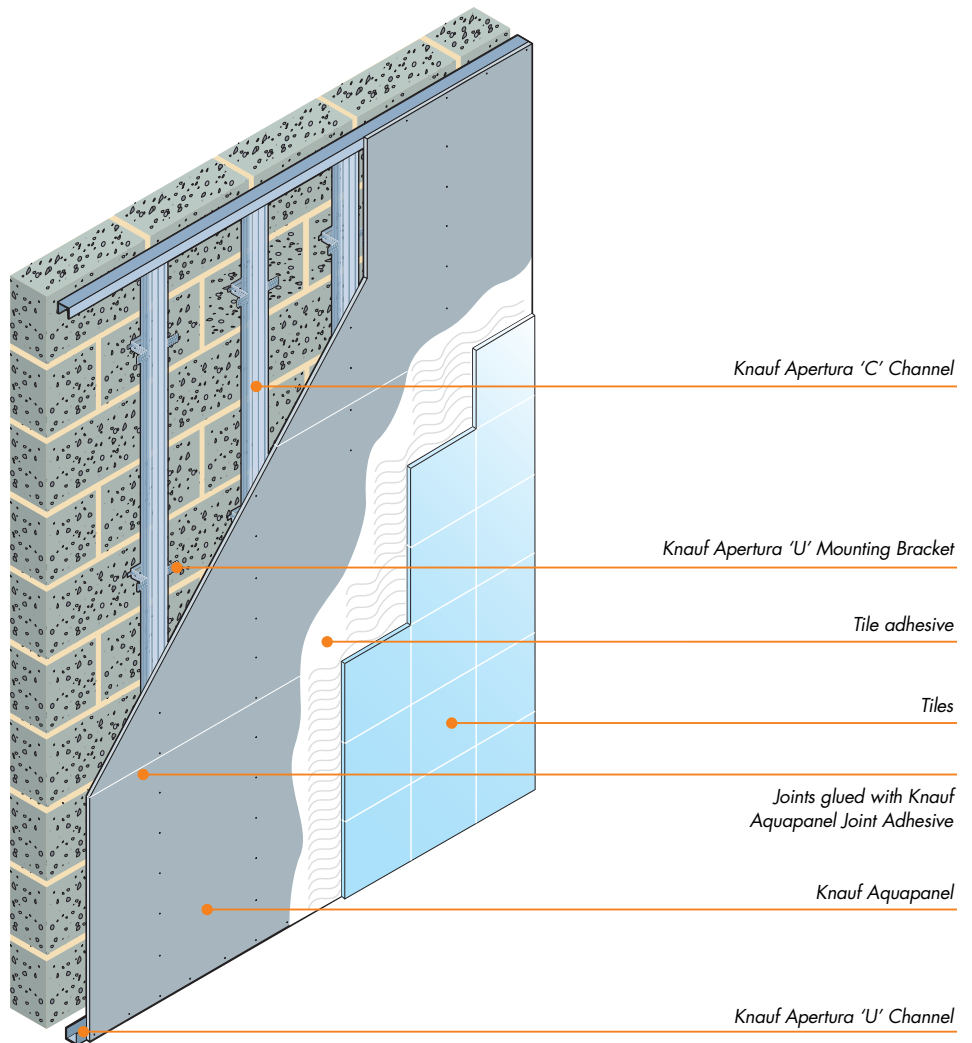 Knauf Apertura ‘C’ Channel
Knauf Apertura ‘U’ Mounting Bracket
Tile adhesive
Tiles
Joints glued with Knauf
Aquapanel Joint Adhesive
Knauf Aquapanel
Knauf Apertura ‘U’ Channel